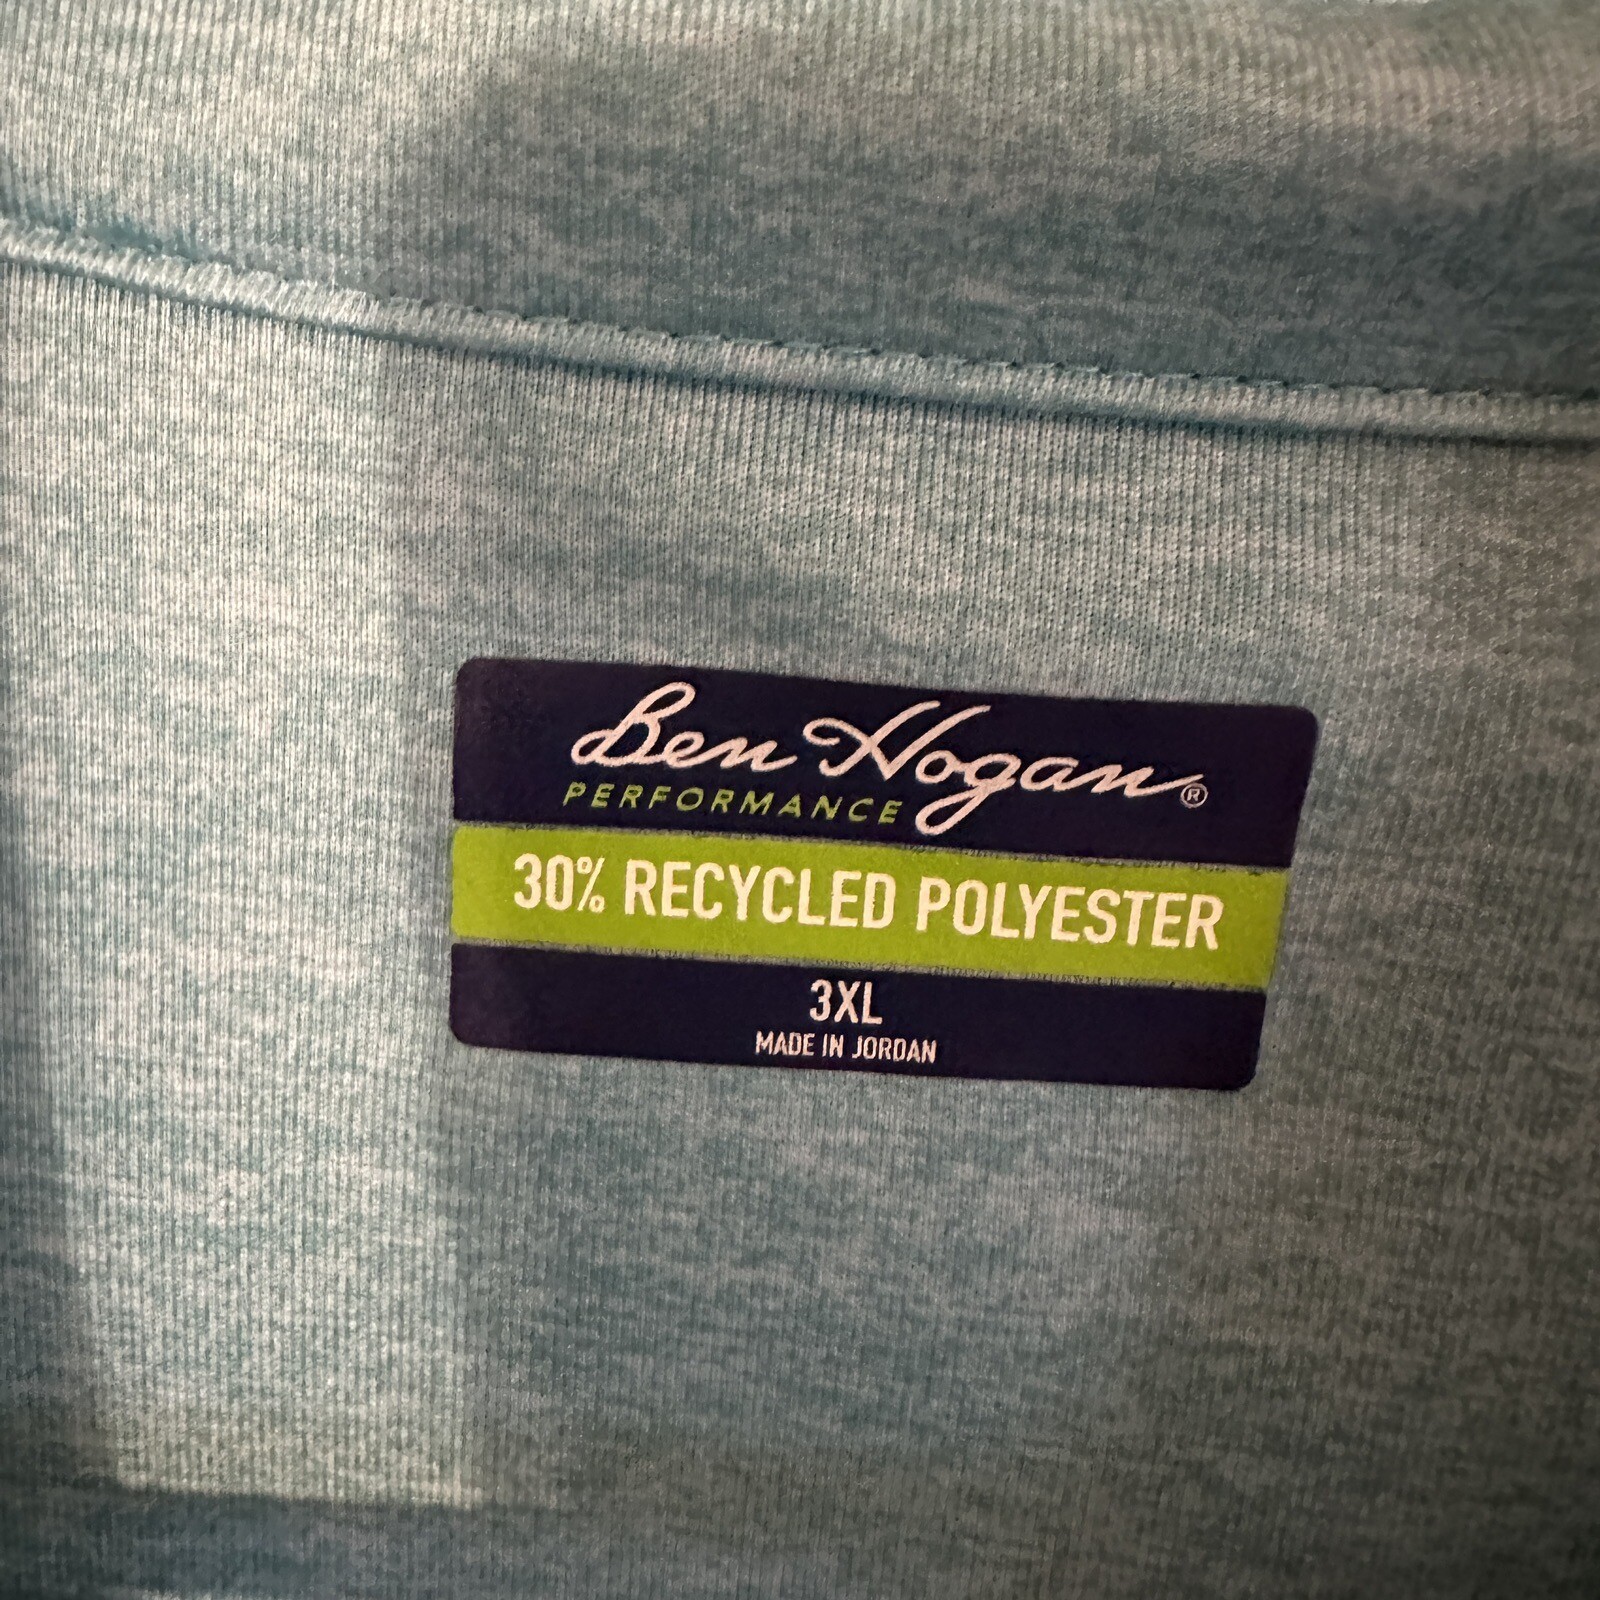 Ben Hogan®
PERFORMANCE
30% RECYCLED POLYESTER
3XL
MADE IN JORDAN